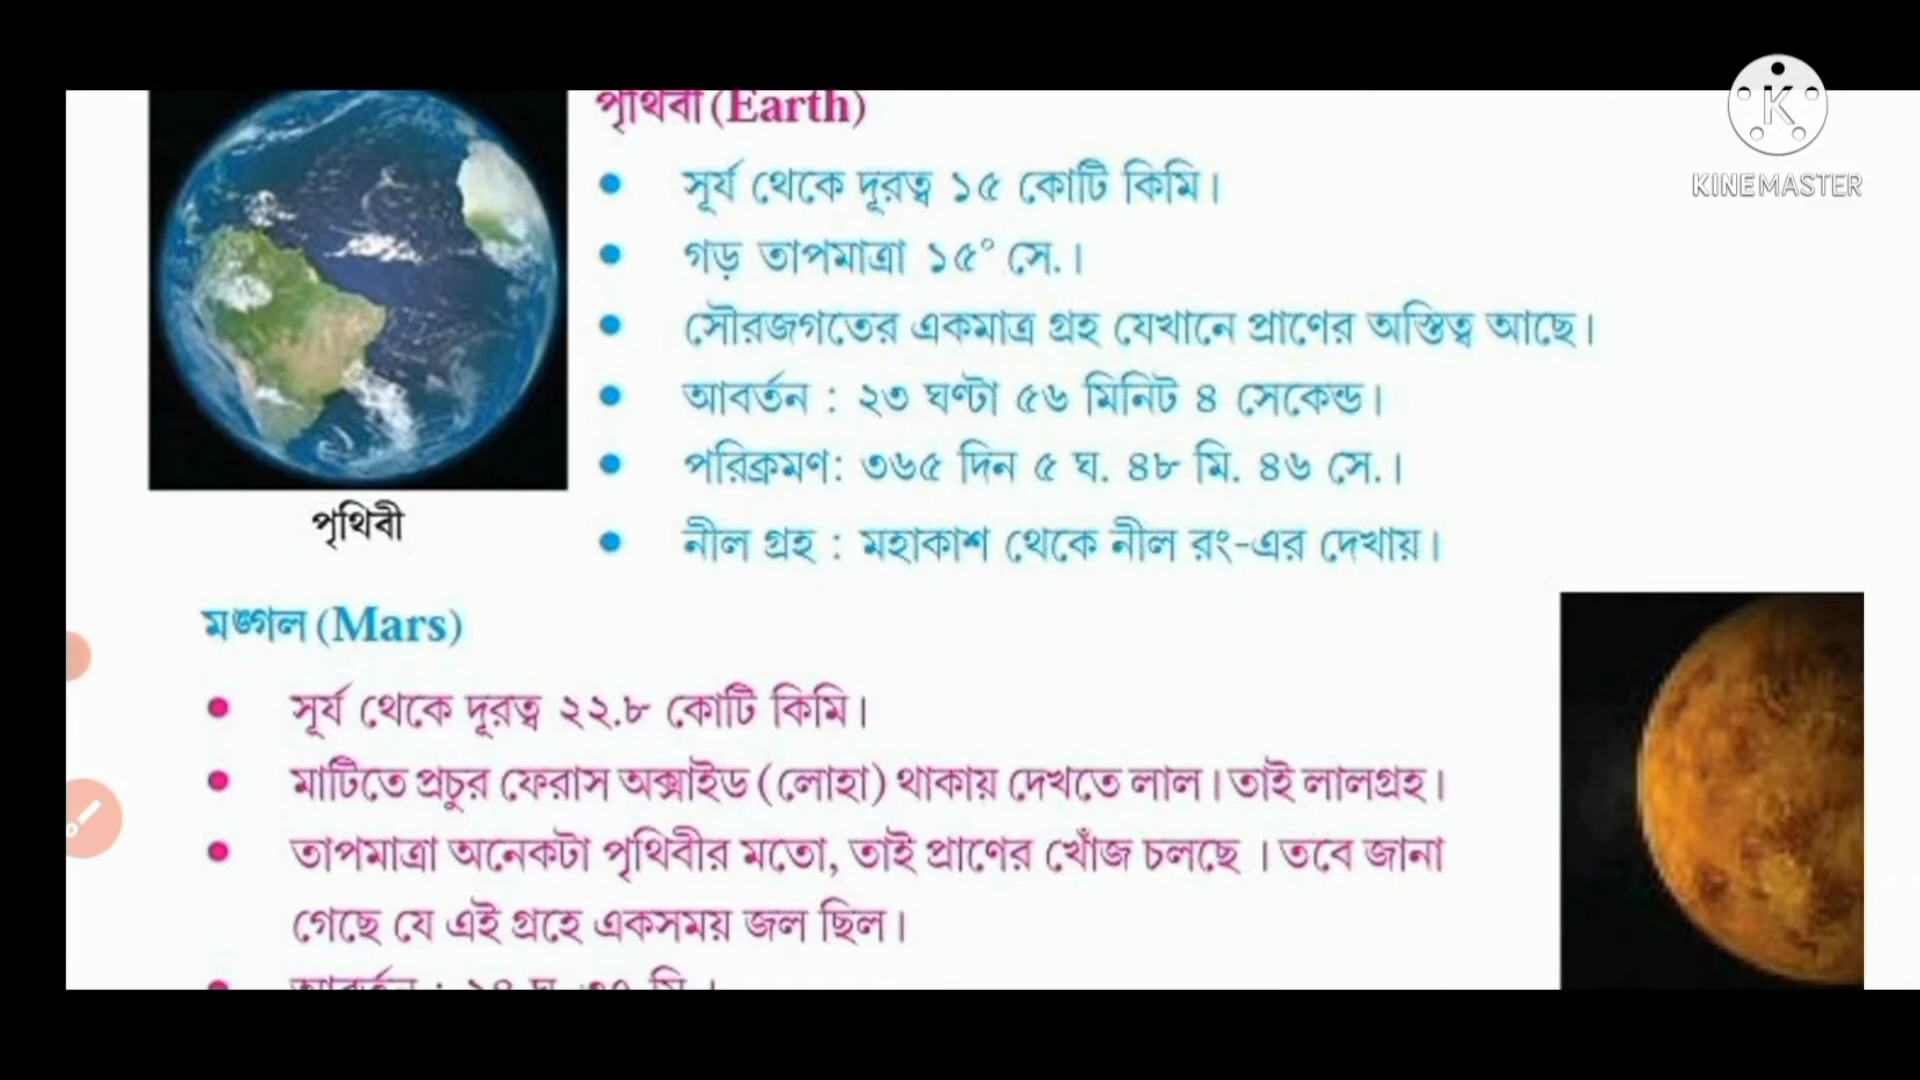 পৃথিবী (Earth)
KINEMASTER
• সূর্য থেকে দূরত্ব ১৫ কোটি কিমি।
• গড় তাপমাত্রা ১৫° সে.।
• সৌরজগতের একমাত্র গ্রহ যেখানে প্রাণের অস্তিত্ব আছে।
• আবর্তন : ২৩ ঘণ্টা ৫৬ মিনিট ৪ সেকেন্ড।
• পরিক্রমণ: ৩৬৫ দিন ৫ ঘ. ৪৮ মি. ৪৬ সে.।
• নীল গ্রহ : মহাকাশ থেকে নীল রং-এর দেখায়।
পৃথিবী
মঙ্গল (Mars)
• সূর্য থেকে দূরত্ব ২২.৮ কোটি কিমি।
• মাটিতে প্রচুর ফেরাস অক্সাইড (লোহা) থাকায় দেখতে লাল। তাই লালগ্রহ।
• তাপমাত্রা অনেকটা পৃথিবীর মতো, তাই প্রাণের খোঁজ চলছে । তবে জানা
গেছে যে এই গ্রহে একসময় জল ছিল।
• আবর্তন :